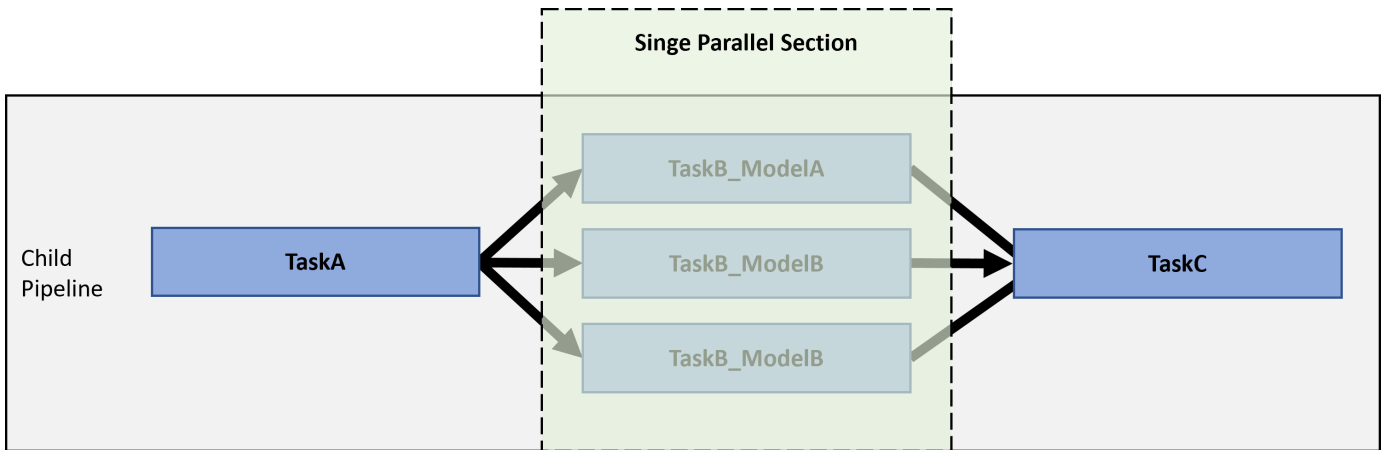 Singe Parallel Section
TaskB_ModelA
Child
Pipeline
TaskA
TaskB_ModelB
TaskC
TaskB_ModelB